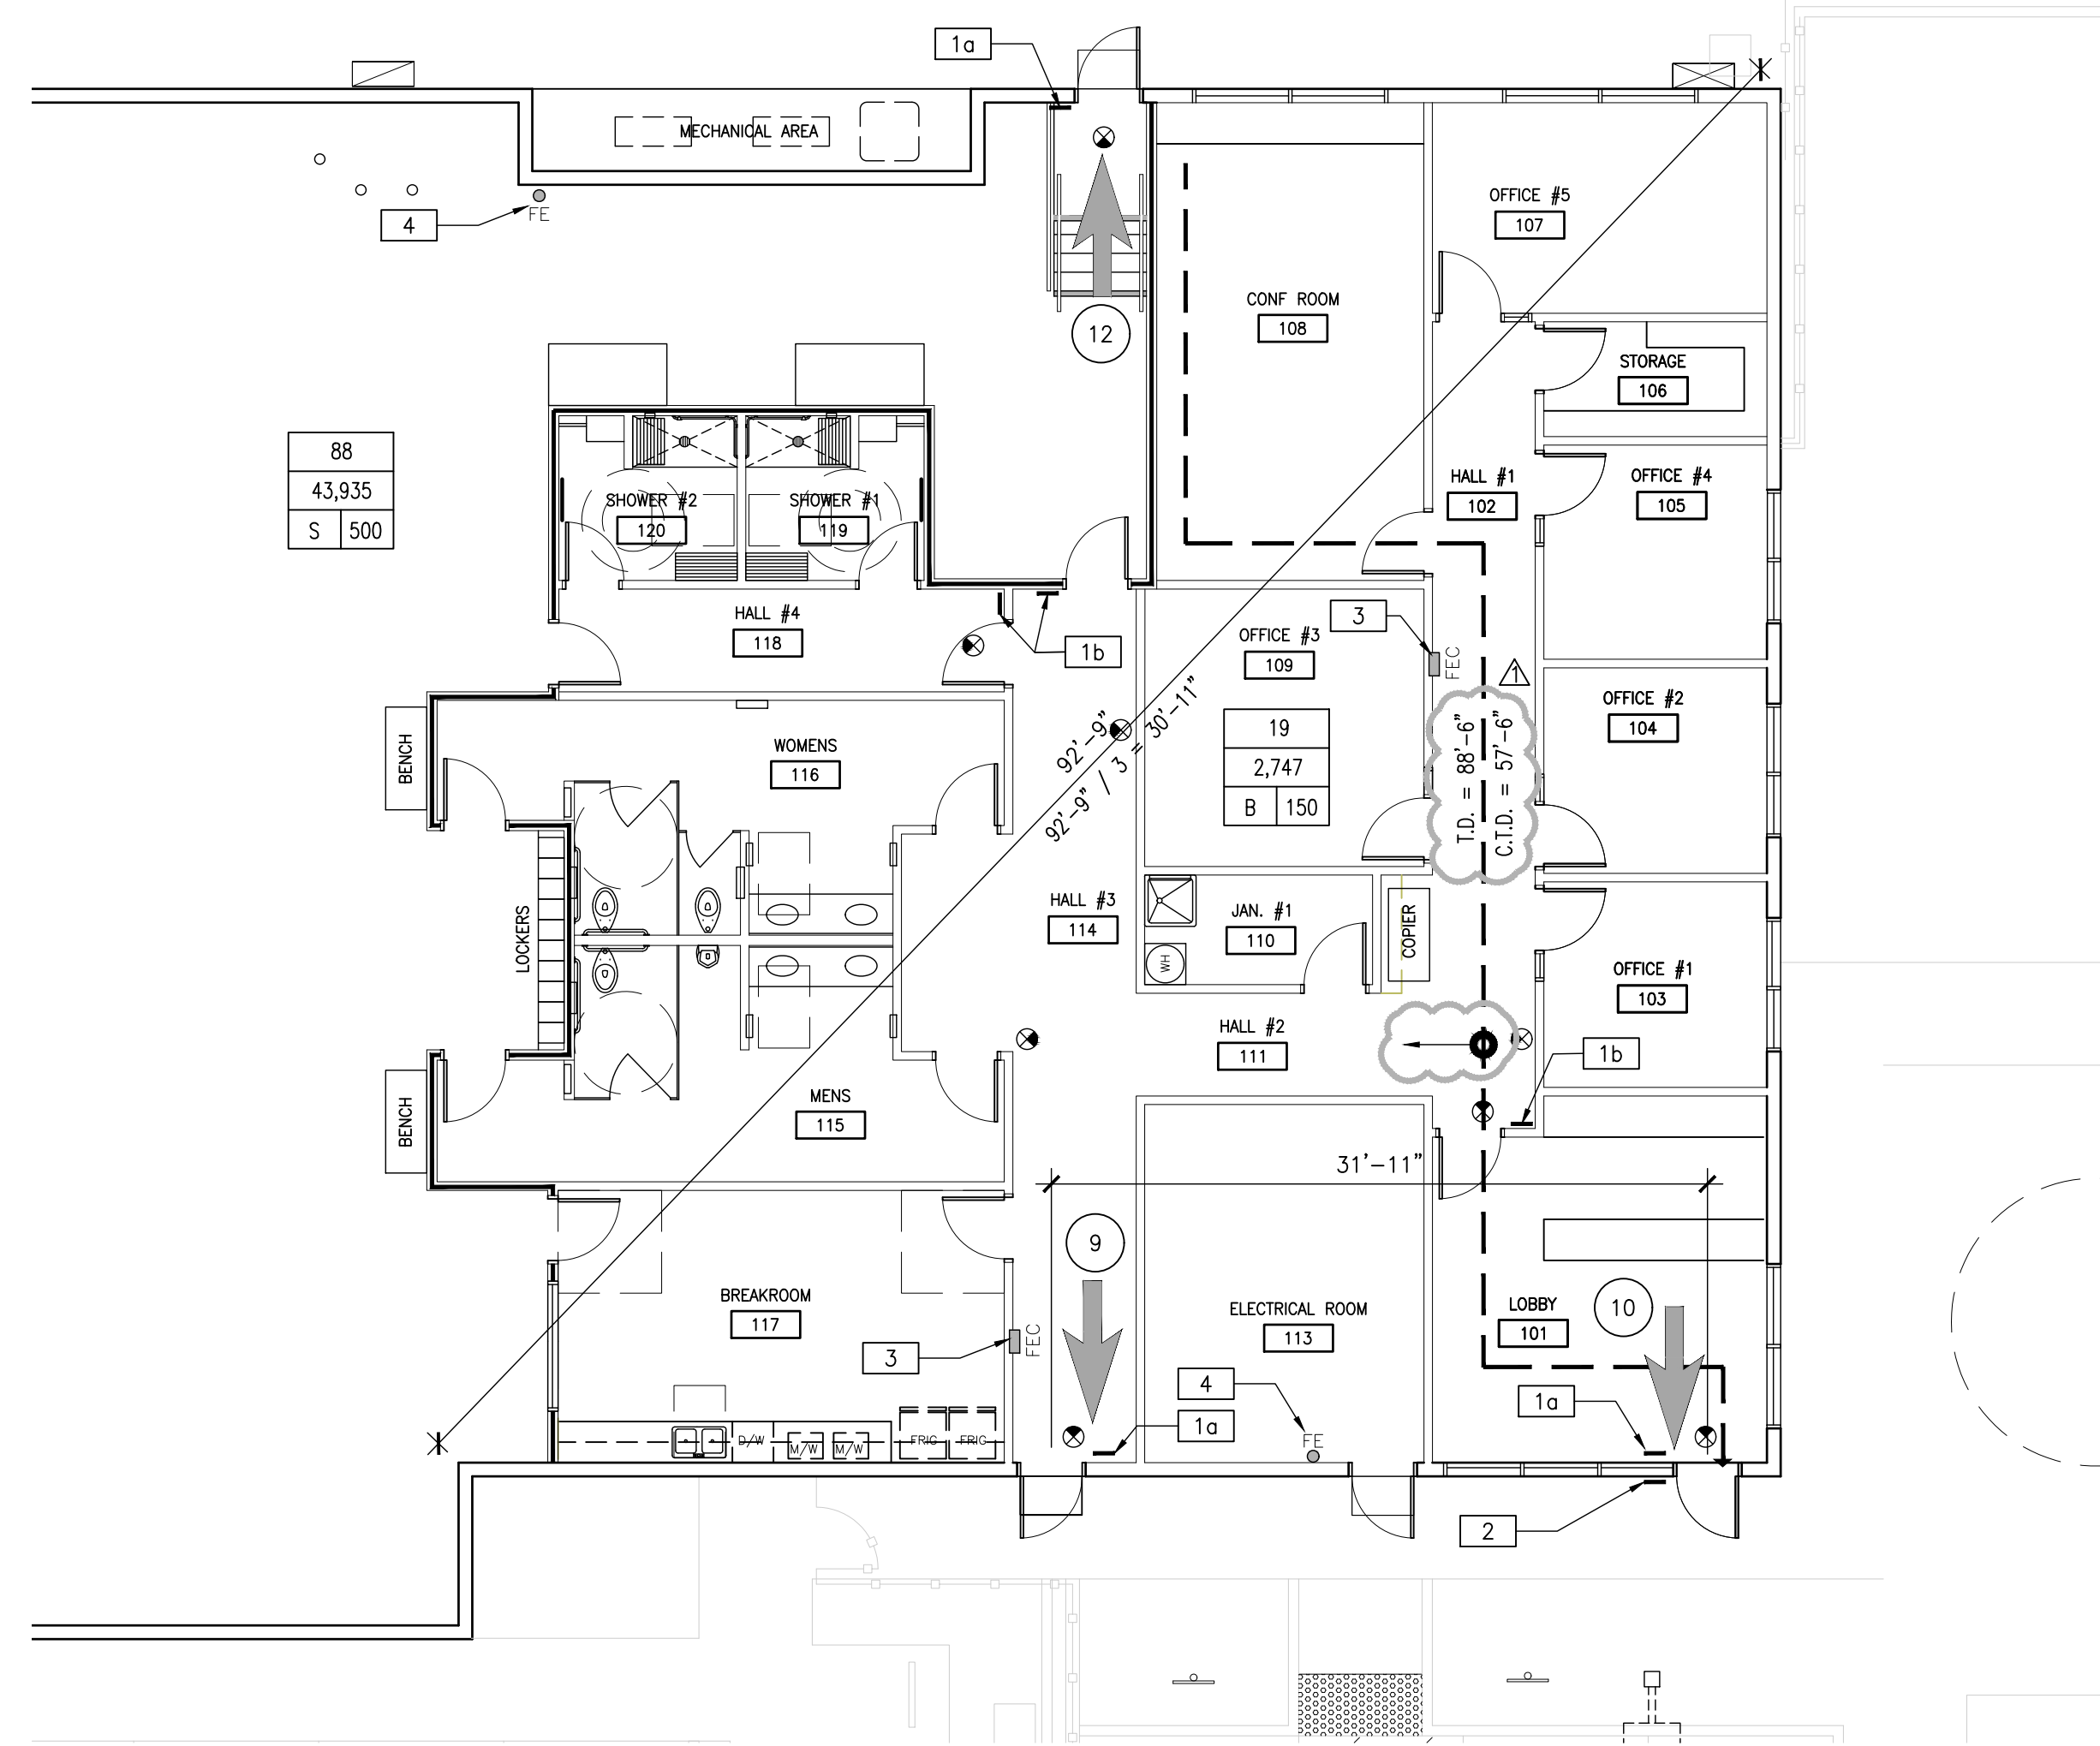 1a
MECHANICAL AREA
4
FE
OFFICE #5
107
CONF ROOM
108
12
STORAGE
106
88
43,935
S 500
SHOWER #2
120
SHOWER #1
119
HALL #1
102
OFFICE #4
105
HALL #4
118
1b
OFFICE #3
109
3
FEC
1
BENCH
WOMENS
116
92'-9"
92'-9" / 3 = 30'-11"
19
2,747
B 150
T.D. = 88'-6"
C.T.D. = 57'-6"
OFFICE #2
104
LOCKERS
HALL #3
114
JAN. #1
110
WH
COPIER
OFFICE #1
103
HALL #2
111
1b
BENCH
MENS
115
31'-11"
9
BREAKROOM
117
3
FEC
ELECTRICAL ROOM
113
LOBBY
101
10
4
1a
FE
1a
D/W
M/W
M/W
FRIG
FRIG
2